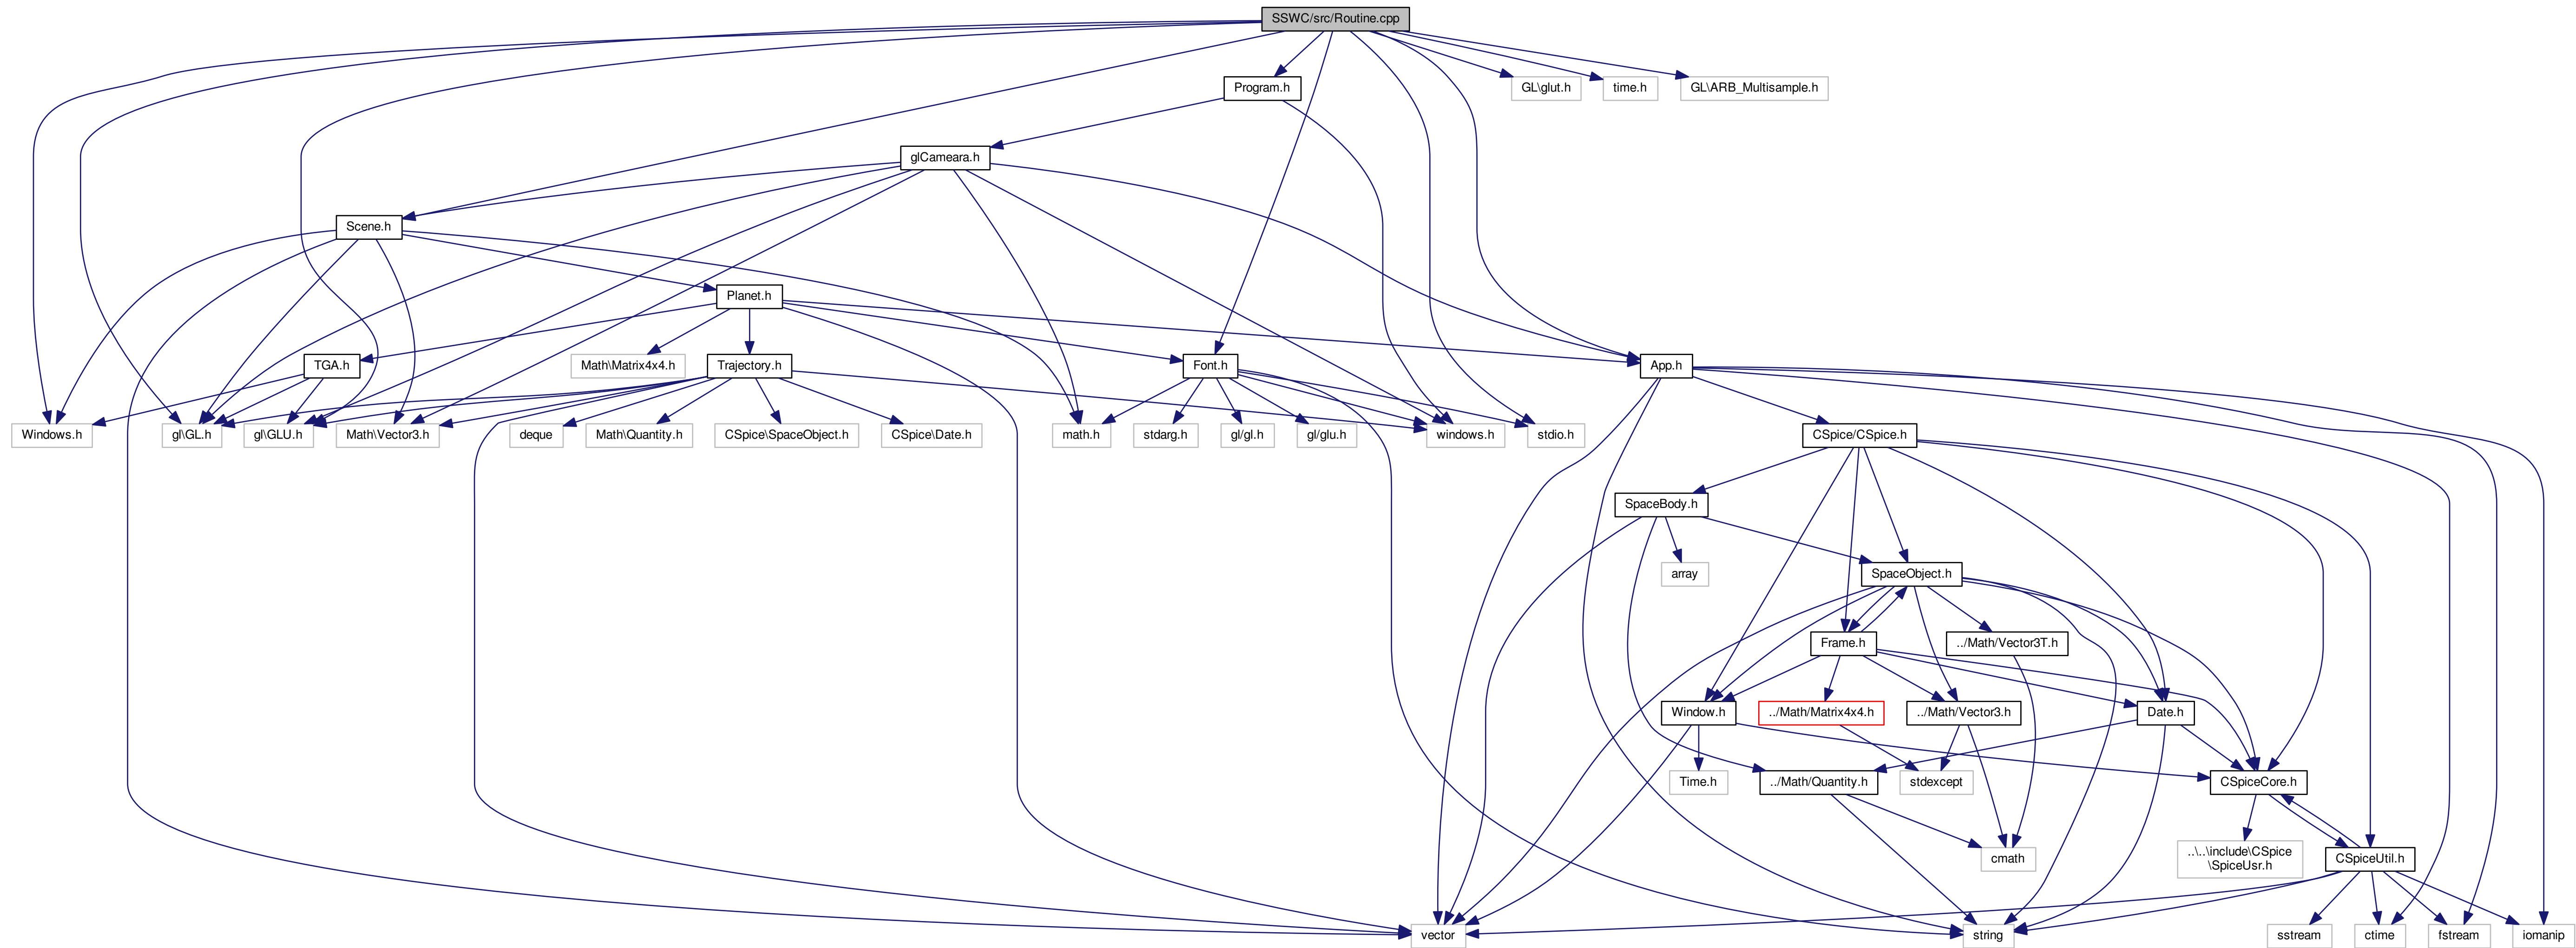 SSWC/src/Routine.cpp
Program.h
GL\glut.h
time.h
GL\ARB_Multisample.h
glCameara.h
Scene.h
Planet.h
TGA.h
Math\Matrix4x4.h
Trajectory.h
Font.h
App.h
Windows.h
gl\GL.h
gl\GLU.h
Math\Vector3.h
deque
Math\Quantity.h
CSpice\SpaceObject.h
CSpice\Date.h
math.h
stdarg.h
gl/gl.h
gl/glu.h
windows.h
stdio.h
CSpice/CSpice.h
SpaceBody.h
array
SpaceObject.h
Frame.h
../Math/Vector3T.h
Window.h
../Math/Matrix4x4.h
../Math/Vector3.h
Date.h
Time.h
../Math/Quantity.h
stdexcept
CSpiceCore.h
cmath
..\..\include\CSpice
\SpiceUsr.h
CSpiceUtil.h
vector
string
sstream
ctime
fstream
iomanip